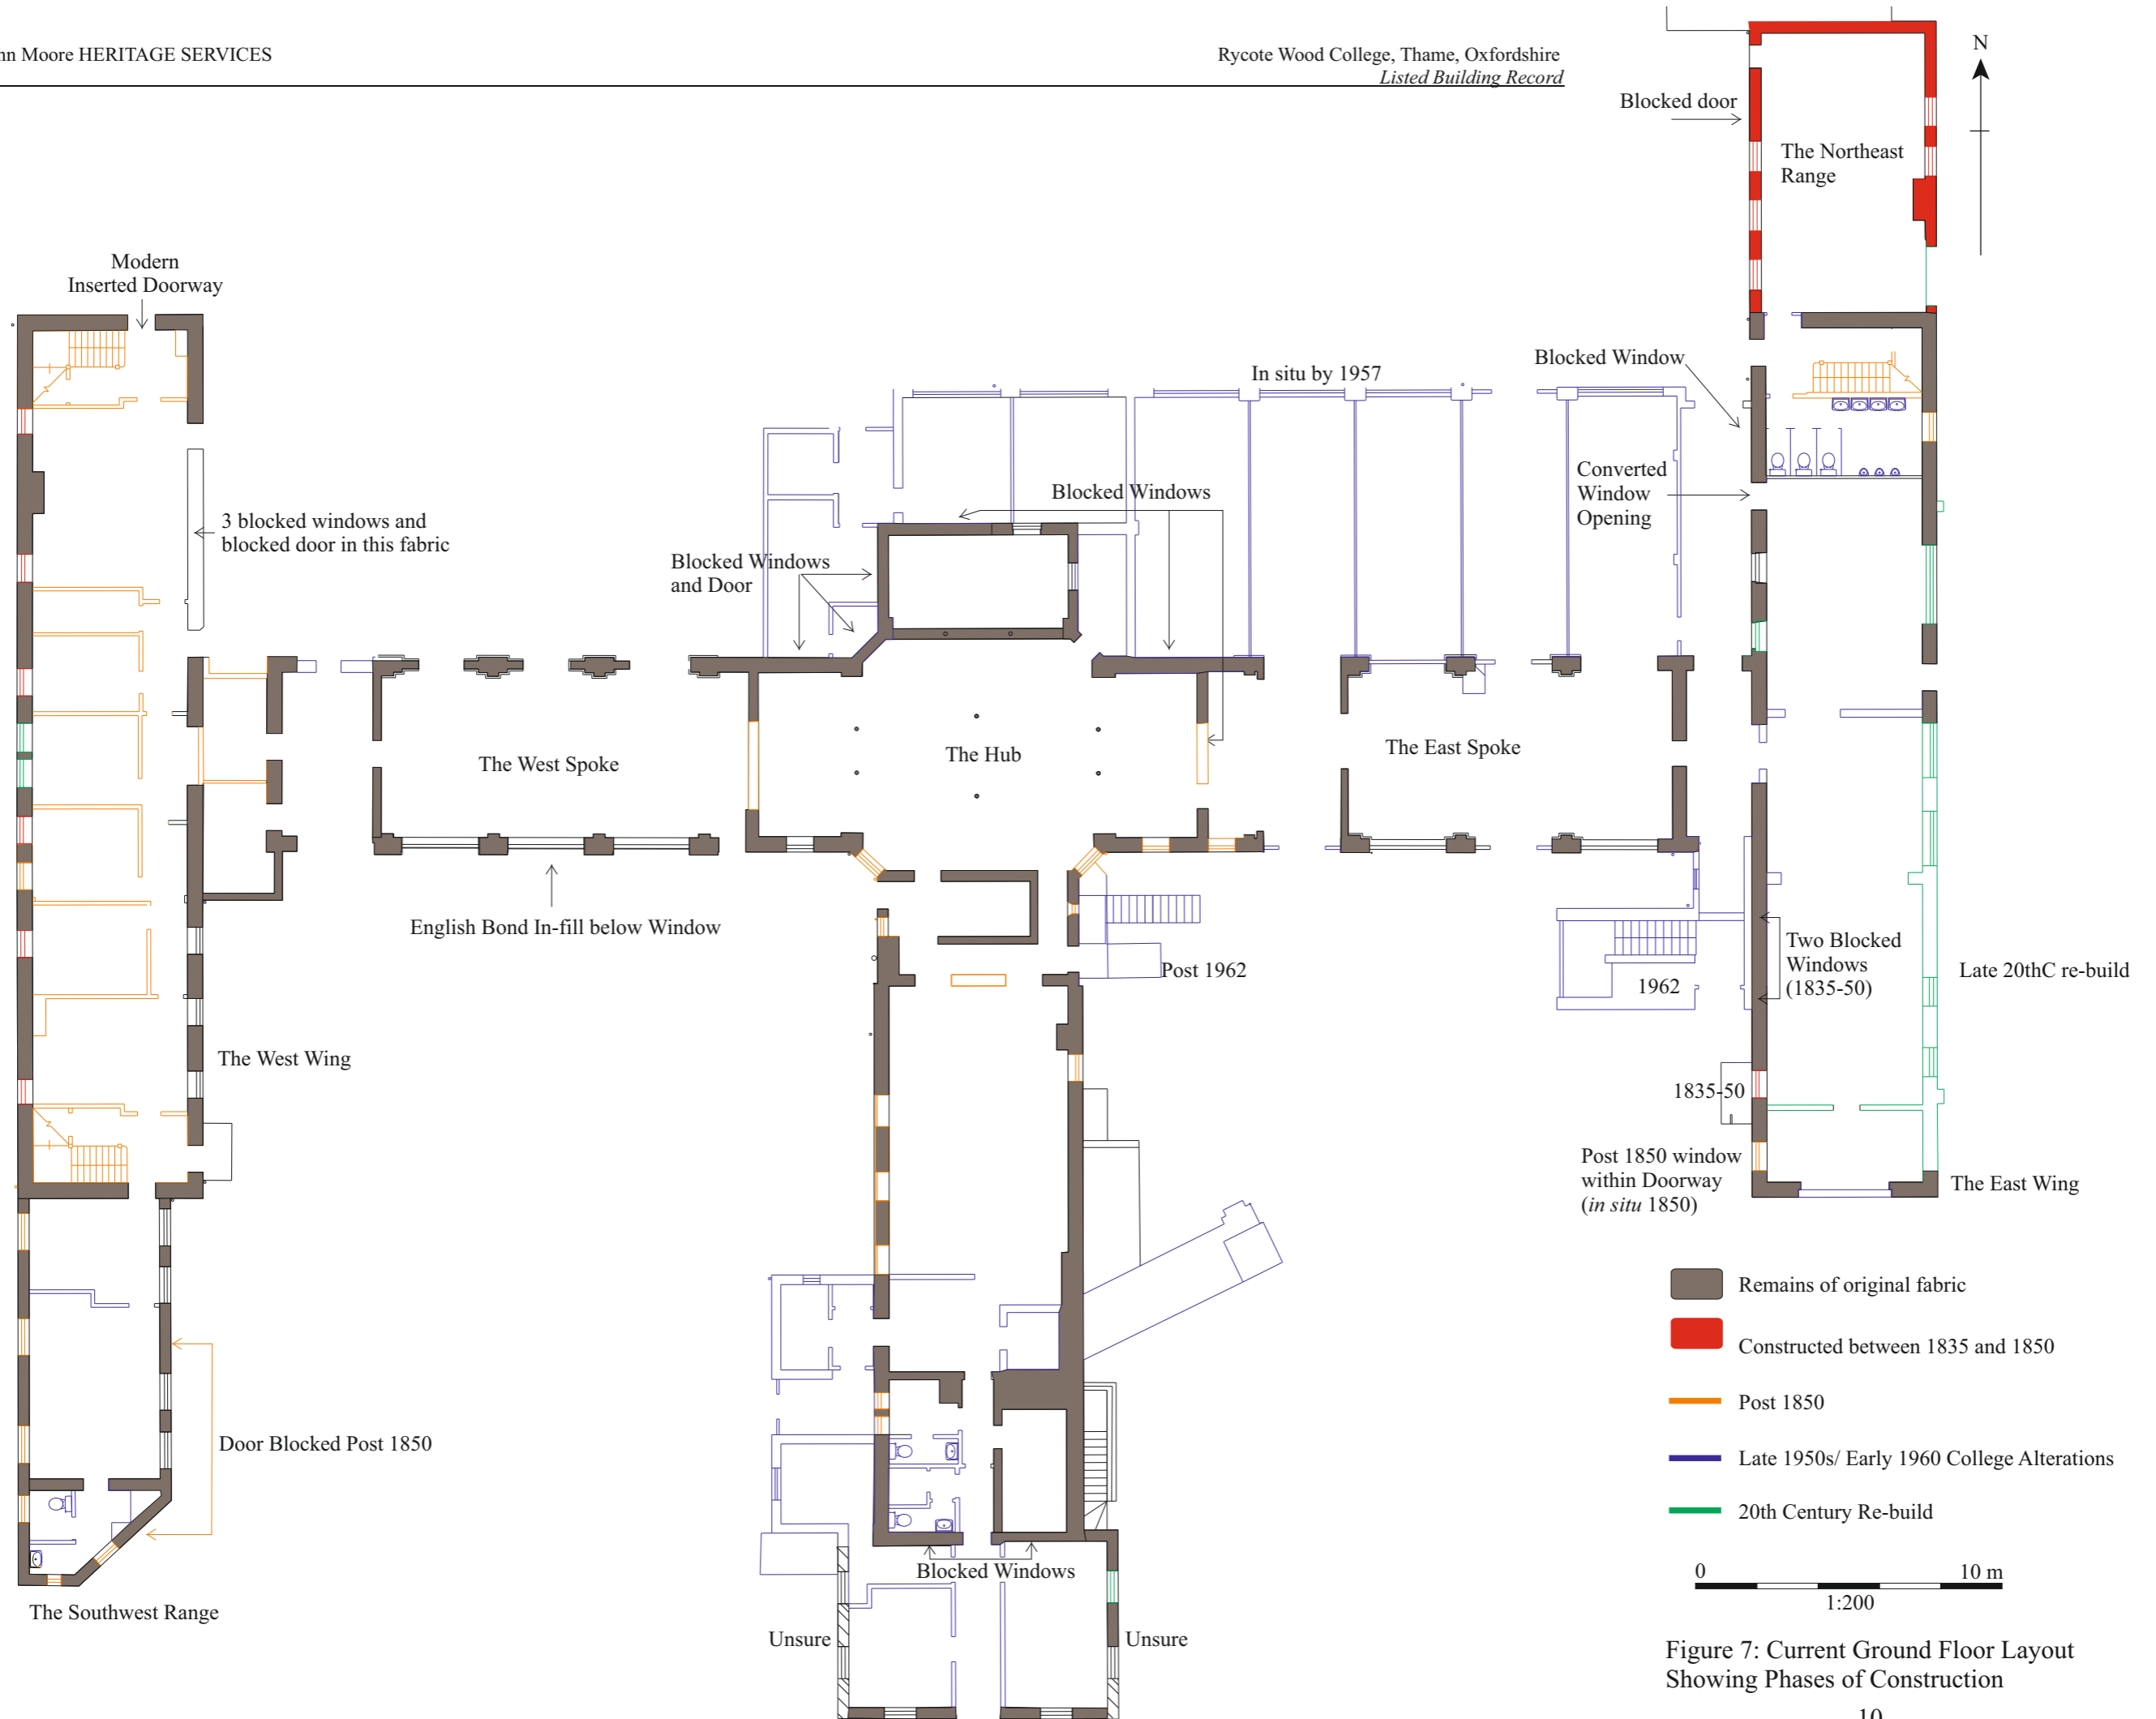 nn Moore HERITAGE SERVICES
Rycote Wood College, Thame, Oxfordshire
Listed Building Record
N
Blocked door
The Northeast
Range
Modern
Inserted Doorway
Blocked Window
In situ by 1957
Converted
Window
Opening
Blocked Windows
3 blocked windows and
blocked door in this fabric
Blocked Windows
and Door
The West Spoke
The Hub
The East Spoke
English Bond In-fill below Window
Post 1962
1962
Two Blocked
Windows
(1835-50)
Late 20thC re-build
The West Wing
1835-50
Post 1850 window
within Doorway
(in situ 1850)
The East Wing
Door Blocked Post 1850
Blocked Windows
The Southwest Range
Unsure
Unsure
Remains of original fabric
Constructed between 1835 and 1850
Post 1850
Late 1950s/ Early 1960 College Alterations
20th Century Re-build
0 10 m
1:200
Figure 7: Current Ground Floor Layout
Showing Phases of Construction
10